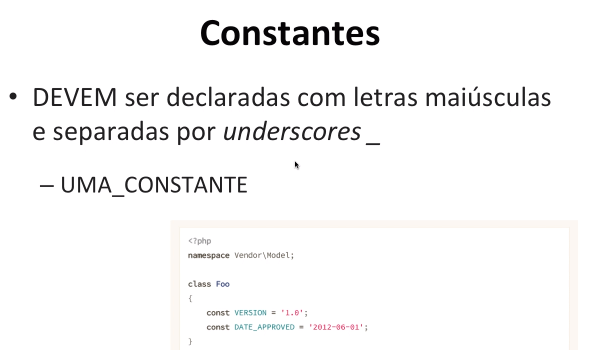 Constantes
• DEVEM ser declaradas com letras maiúsculas
e separadas por underscores _
– UMA_CONSTANTE
<?php
namespace Vendor\Model;
class Foo
{
const VERSION = '1.0';
const DATE_APPROVED = '2012-06-01';
}